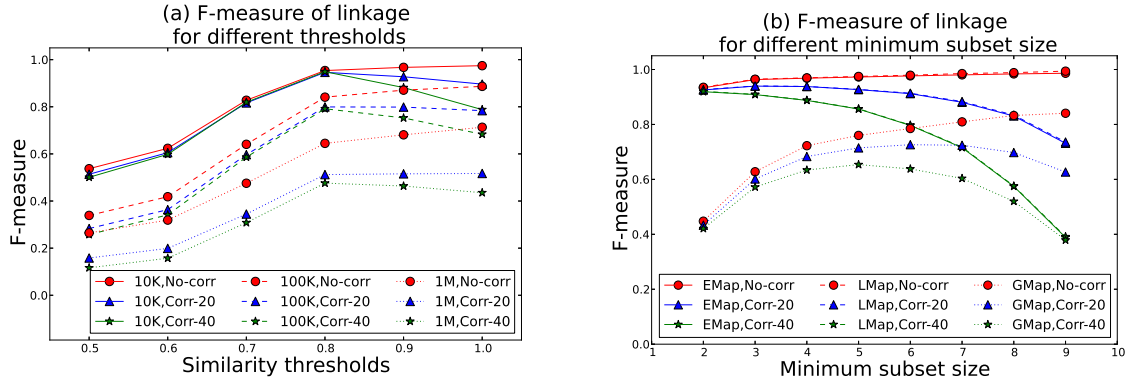 (a) F-measure of linkage
for different thresholds
1.0
0.8
0.6
0.4
0.2
0.0
F-measure
10K,No-corr 100K,No-corr 1M,No-corr
10K,Corr-20 100K,Corr-20 1M,Corr-20
10K,Corr-40 100K,Corr-40 1M,Corr-40
0.5 0.6 0.7 0.8 0.9 1.0
Similarity thresholds
(b) F-measure of linkage
for different minimum subset size
1.0
0.8
0.6
0.4
0.2
0.0
F-measure
EMap,No-corr LMap,No-corr GMap,No-corr
EMap,Corr-20 LMap,Corr-20 GMap,Corr-20
EMap,Corr-40 LMap,Corr-40 GMap,Corr-40
1 2 3 4 5 6 7 8 9 10
Minimum subset size